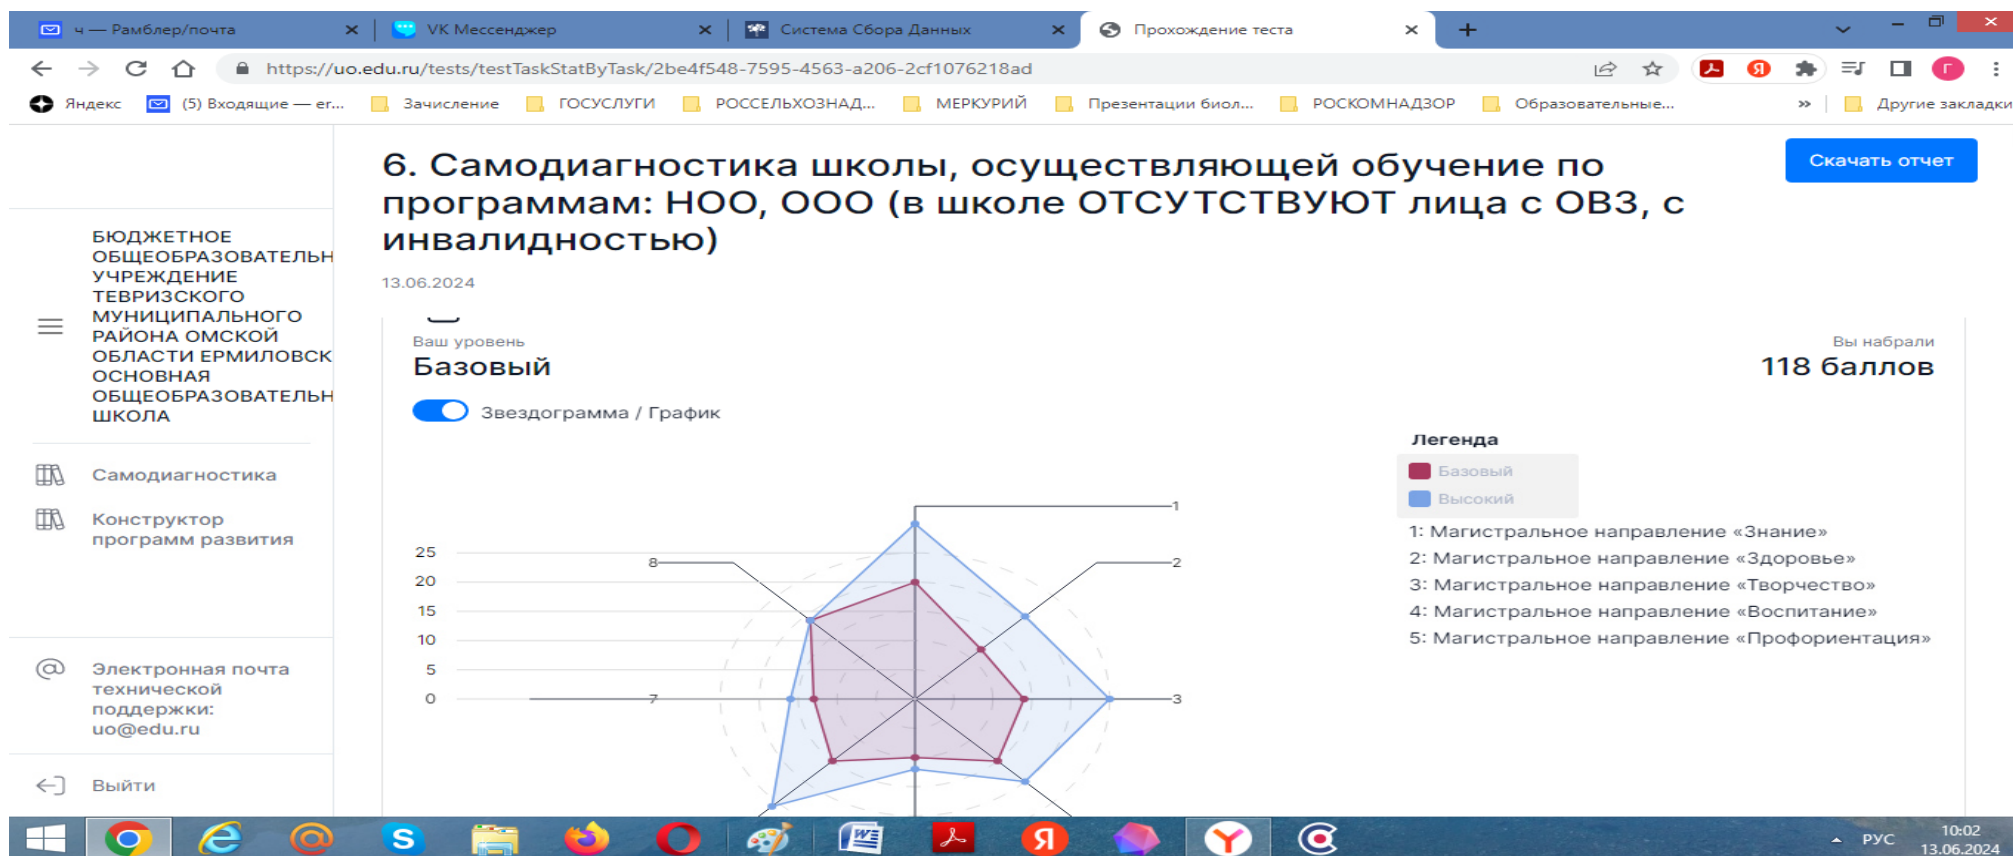 ч — Рамблер/почта
VK Мессенджер
Система Сбора Данных
Прохождение теста
https://uo.edu.ru/tests/testTaskStatByTask/2be4f548-7595-4563-a206-2cf1076218ad
Г
Яндекс
(5) Входящие — er...
Зачисление
ГОСУСЛУГИ
РОССЕЛЬХОЗНАД...
МЕРКУРИЙ
Презентации биол...
РОСКОМНАДЗОР
Образовательные...
»
Другие закладки
6. Самодиагностика школы, осуществляющей обучение по
программам: НОО, ООО (в школе ОТСУТСТВУЮТ лица с ОВЗ, с
инвалидностью)
Скачать отчет
13.06.2024
БЮДЖЕТНОЕ
ОБЩЕОБРАЗОВАТЕЛЬН
УЧРЕЖДЕНИЕ
ТЕВРИЗСКОГО
МУНИЦИПАЛЬНОГО
РАЙОНА ОМСКОЙ
ОБЛАСТИ ЕРМИЛОВСК
ОСНОВНАЯ
ОБЩЕОБРАЗОВАТЕЛЬН
ШКОЛА
Самодиагностика
Конструктор
программ развития
Электронная почта
технической
поддержки:
uo@edu.ru
Выйти
Ваш уровень
Базовый
Вы набрали
118 баллов
Звездограмма / График
25
20
15
10
5
0
1
2
3
7
8
Легенда
Базовый
Высокий
1: Магистральное направление «Знание»
2: Магистральное направление «Здоровье»
3: Магистральное направление «Творчество»
4: Магистральное направление «Воспитание»
5: Магистральное направление «Профориентация»
РУС
10:02
13.06.2024